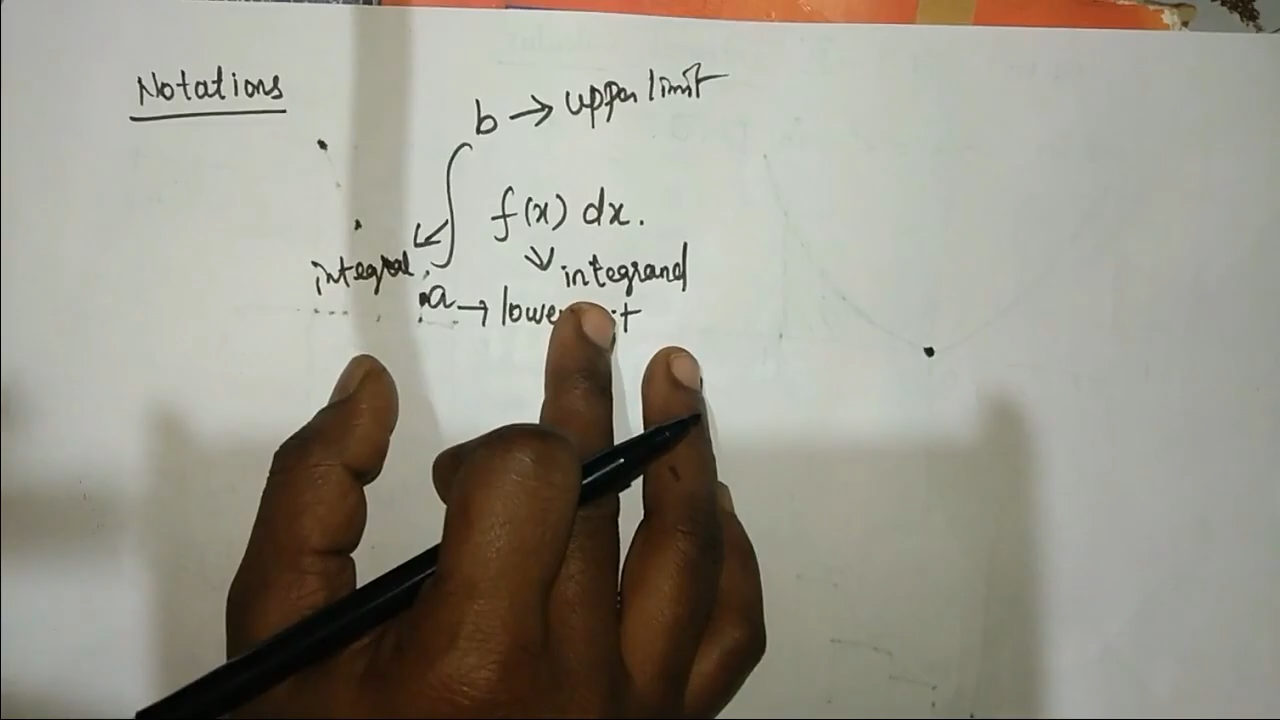 Notations
b → upper limit
∫ f(x) dx.
integral
integrand
a → lower